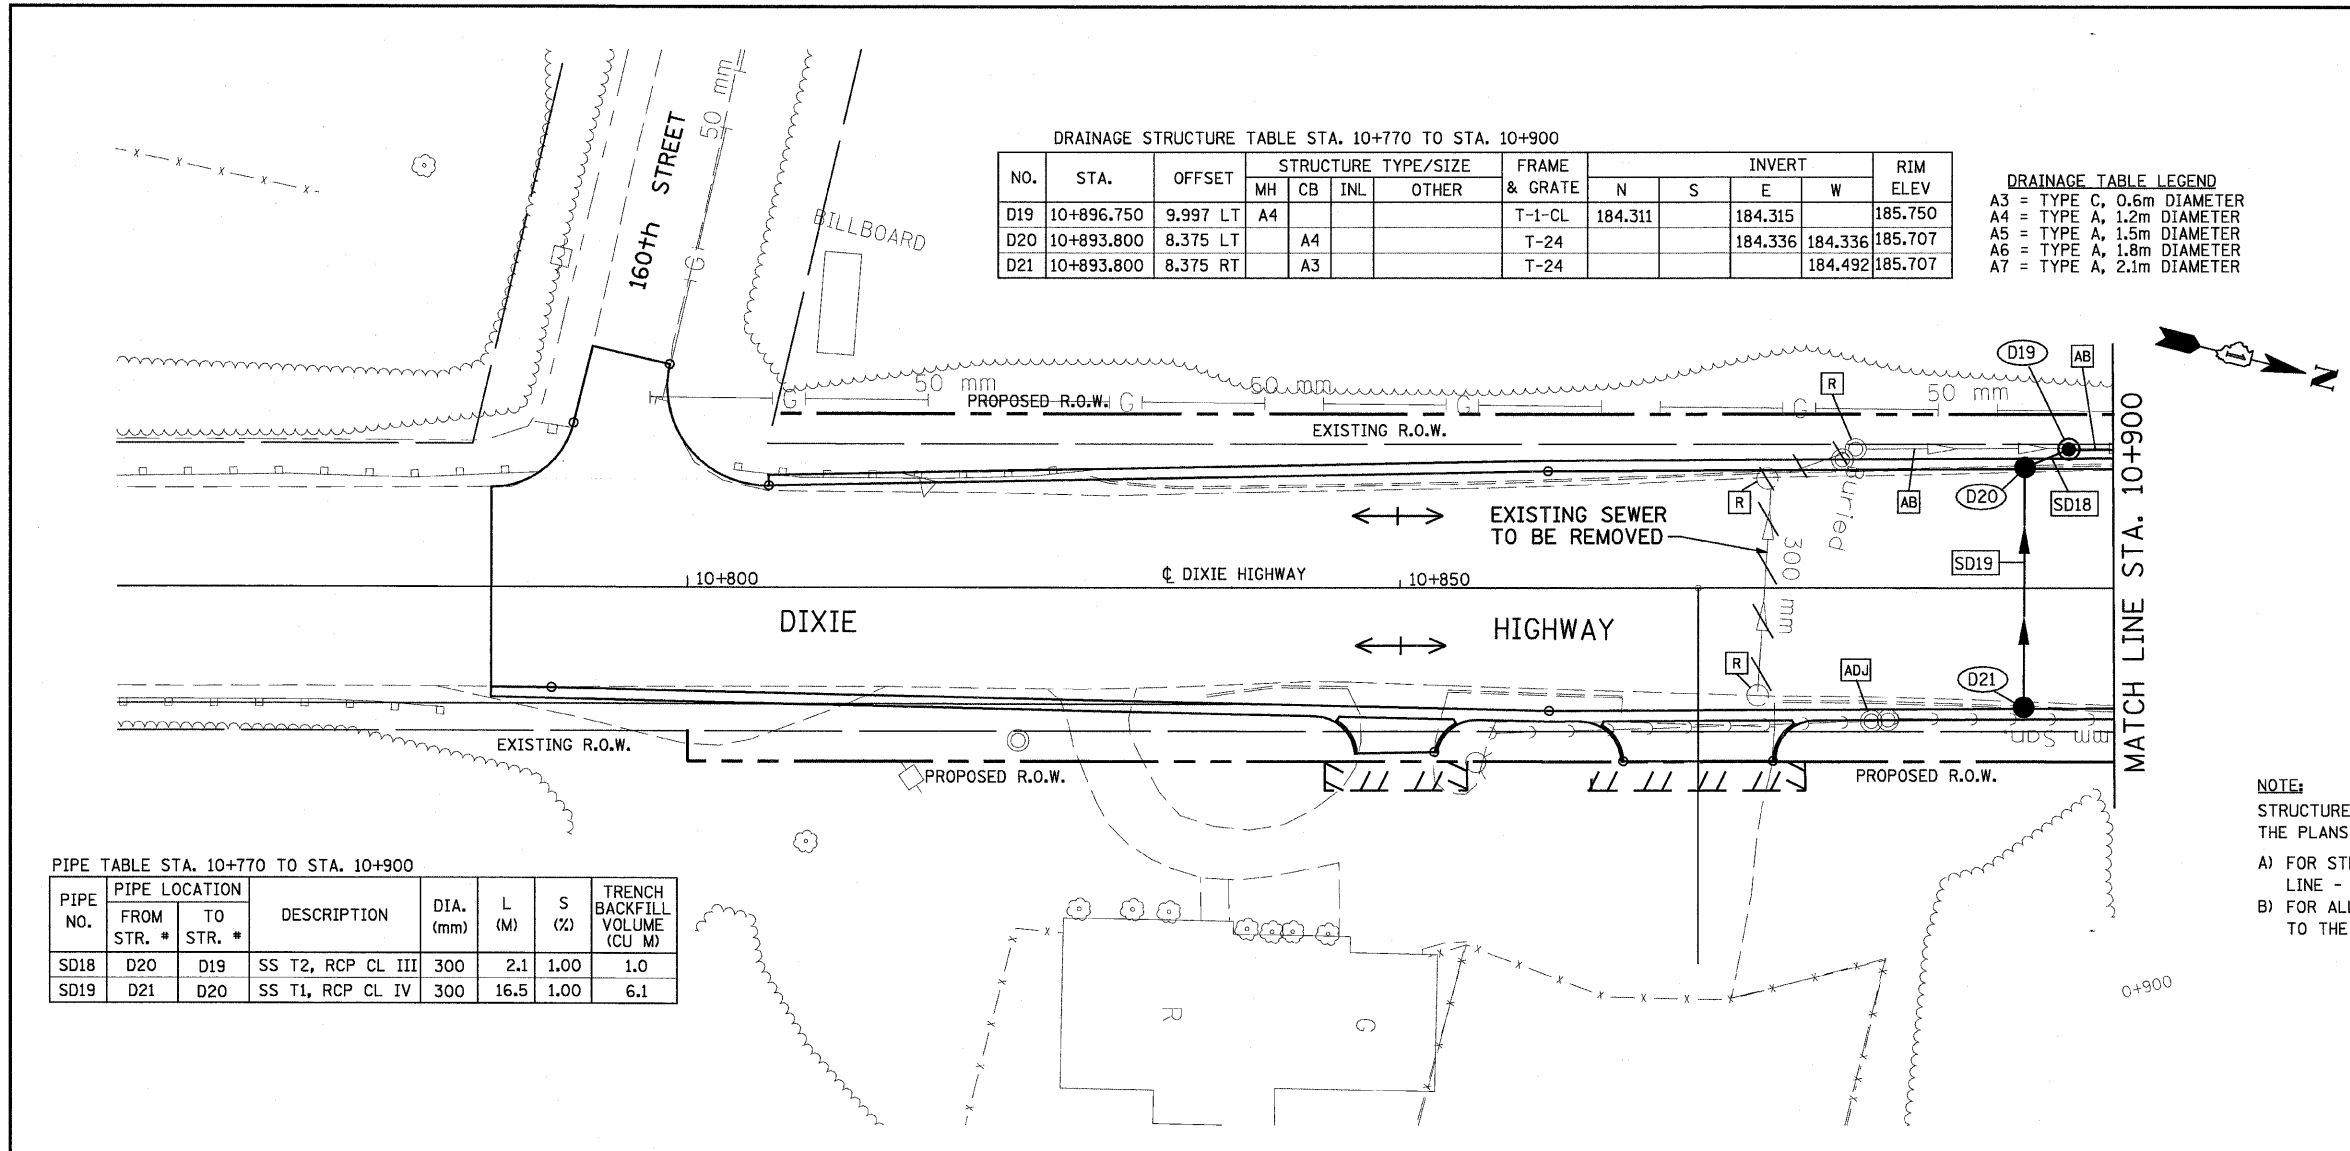 DRAINAGE STRUCTURE TABLE STA. 10+770 TO STA. 10+900
NO. STA. OFFSET STRUCTURE TYPE/SIZE FRAME & GRATE INVERT RIM ELEV
MH CB INL OTHER N S E W
D19 10+896.750 9.997 LT A4 T-1-CL 184.311 184.315 185.750
D20 10+893.800 8.375 LT A4 T-24 184.336 184.336 185.707
D21 10+893.800 8.375 RT A3 T-24 184.492 185.707
DRAINAGE TABLE LEGEND
A3 = TYPE C, 0.6m DIAMETER
A4 = TYPE A, 1.2m DIAMETER
A5 = TYPE A, 1.5m DIAMETER
A6 = TYPE A, 1.8m DIAMETER
A7 = TYPE A, 2.1m DIAMETER
160th STREET
50 mm
G
BILLBOARD
N
D19
AB
R
50 mm
50 mm
50 mm
G
PROPOSED R.O.W.
G
G
G
EXISTING R.O.W.
D20
SD18
AB
R
Buried
EXISTING SEWER
TO BE REMOVED
300 mm
SD19
10+800
℄ DIXIE HIGHWAY
10+850
DIXIE
HIGHWAY
R
ADJ
D21
mm San.
MATCH LINE STA. 10+900
EXISTING R.O.W.
PROPOSED R.O.W.
PROPOSED R.O.W.
NOTE:
STRUCTURE
THE PLANS
A) FOR
LINE -
B) FOR
TO THE
0+900
R
G
PIPE TABLE STA. 10+770 TO STA. 10+900
PIPE NO. PIPE LOCATION DESCRIPTION DIA. (mm) L (M) S (%) TRENCH BACKFILL VOLUME (CU M)
FROM STR. # TO STR. #
SD18 D20 D19 SS T2, RCP CL III 300 2.1 1.00 1.0
SD19 D21 D20 SS T1, RCP CL IV 300 16.5 1.00 6.1